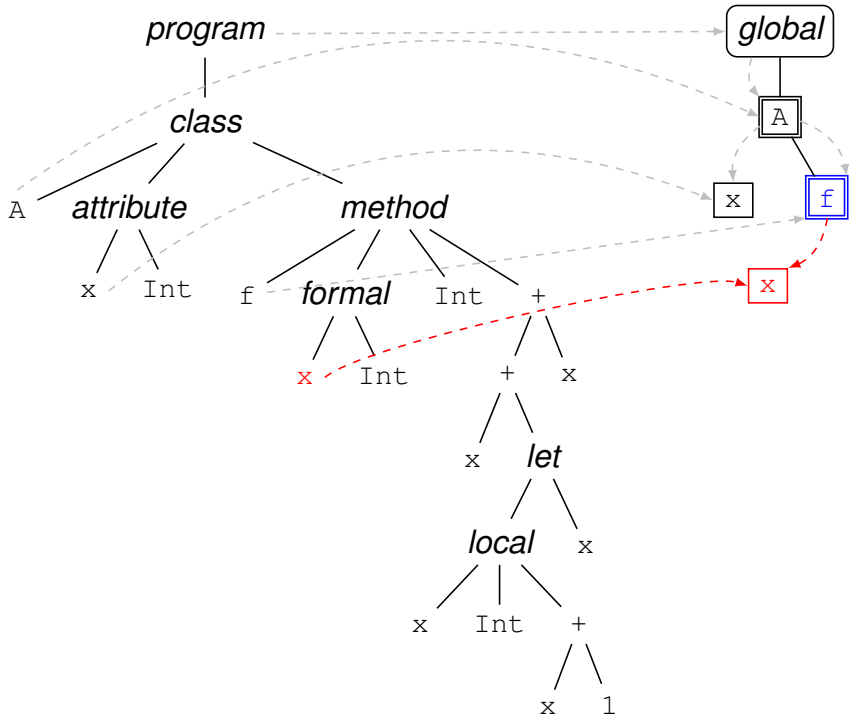 program global
class A
A attribute method x f
x Int f formal Int + x
x Int + x
x let
local x
x Int +
x 1